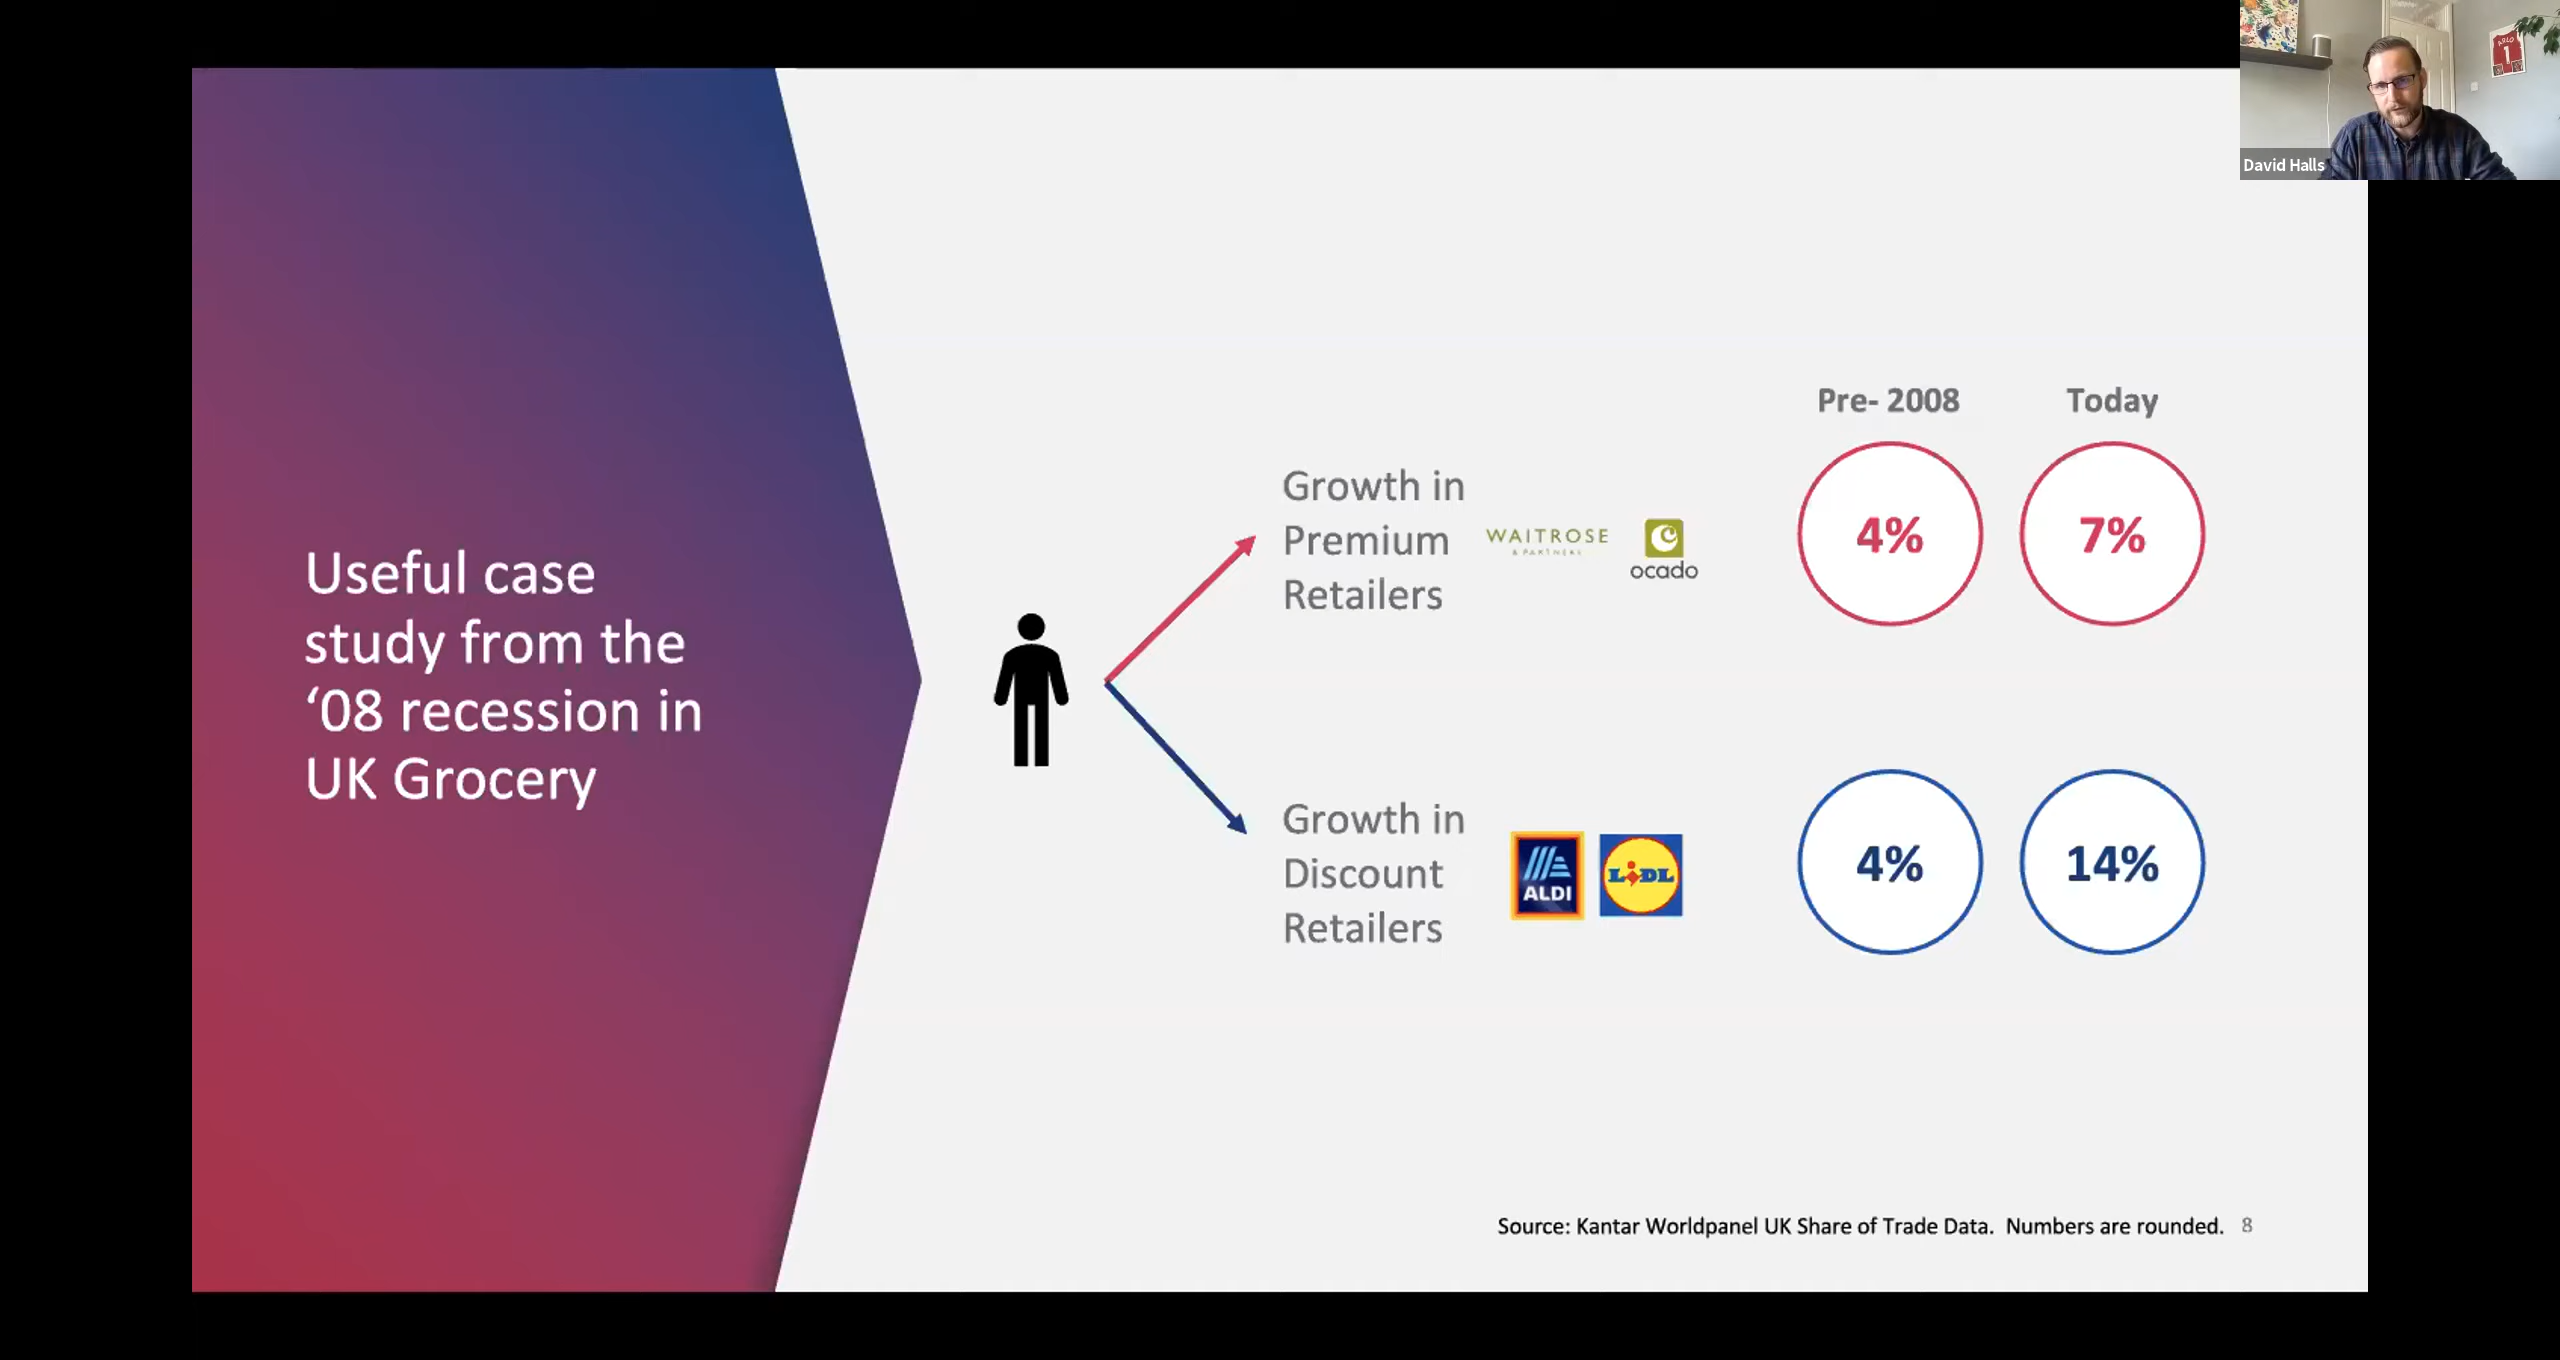 David Halls
Useful case
study from the
‘08 recession in
UK Grocery
Pre- 2008
Today
Growth in
Premium
Retailers
WAITROSE
& PARTNERS
ocado
4%
7%
Growth in
Discount
Retailers
ALDI
LIDL
4%
14%
Source: Kantar Worldpanel UK Share of Trade Data.  Numbers are rounded.
8